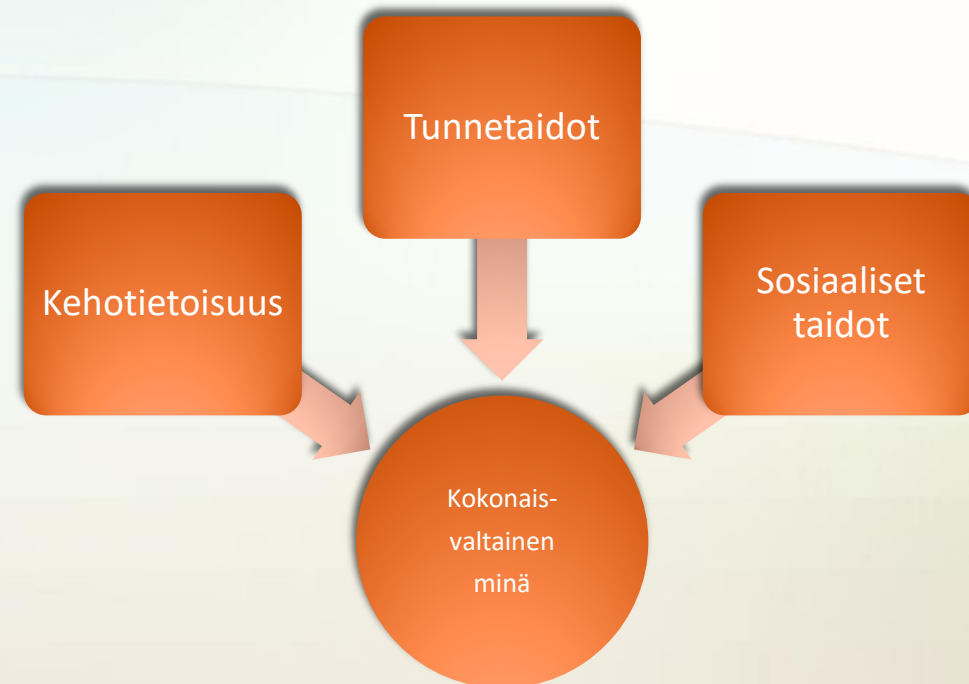 Tunnetaidot
Kehotietoisuus
Sosiaaliset
taidot
Kokonais-
valtainen
minä